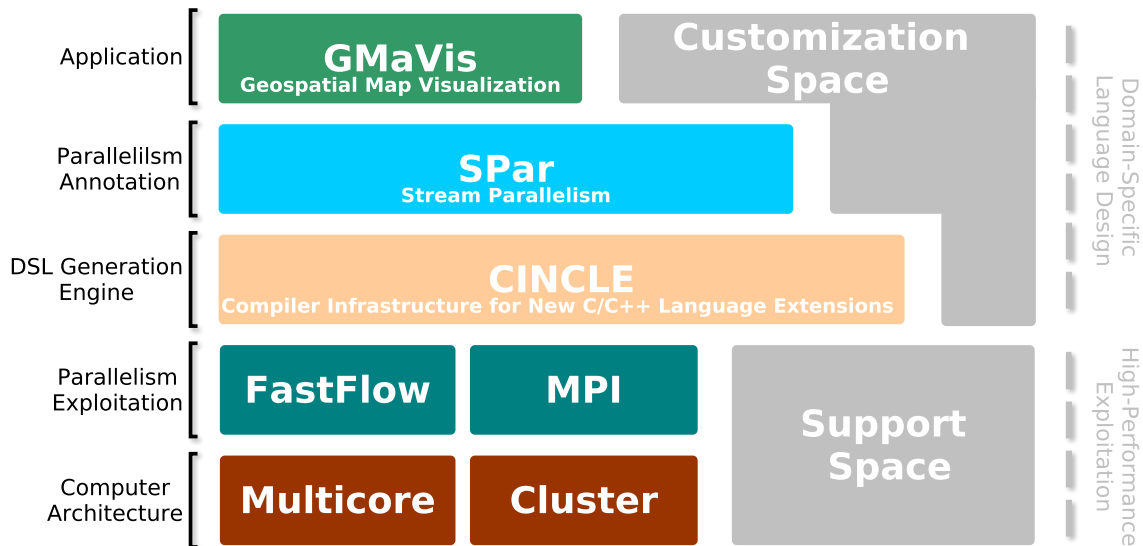 Application
GMaVis
Geospatial Map Visualization
Customization
Space
Parallelilsm
Annotation
SPar
Stream Parallelism
DSL Generation
Engine
CINCLE
Compiler Infrastructure for New C/C++ Language Extensions
Domain-Specific
Language Design
Parallelism
Exploitation
FastFlow
MPI
Support
Space
Computer
Architecture
Multicore
Cluster
High-Performance
Exploitation